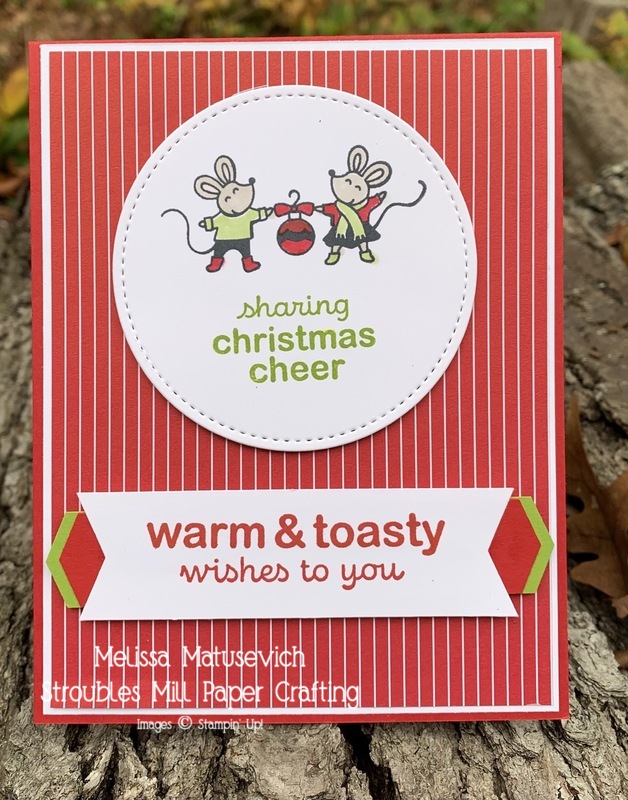 sharing
christmas
cheer
warm & toasty
wishes to you
Melissa Matusevich
Stroubles Mill Paper Crafting
Images © Stampin' Up!